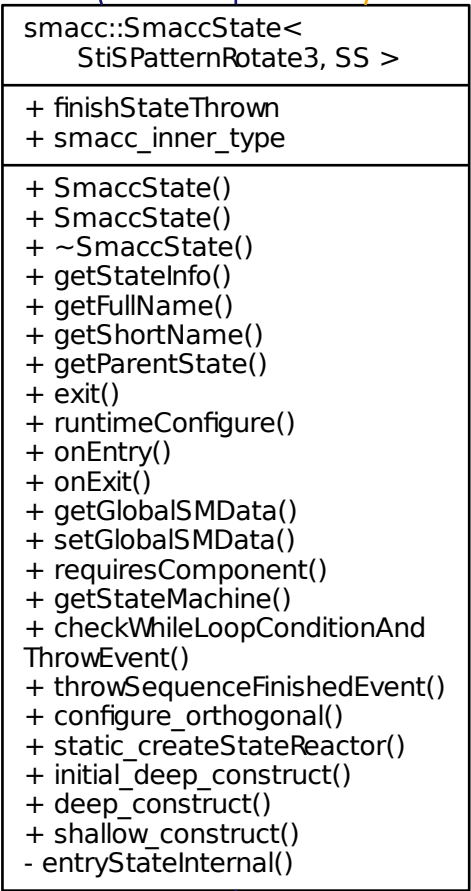 smacc::SmaccState<
StiSPatternRotate3, SS >
+ finishStateThrown
+ smacc_inner_type
+ SmaccState()
+ SmaccState()
+ ~SmaccState()
+ getStateInfo()
+ getFullName()
+ getShortName()
+ getParentState()
+ exit()
+ runtimeConfigure()
+ onEntry()
+ onExit()
+ getGlobalSMData()
+ setGlobalSMData()
+ requiresComponent()
+ getStateMachine()
+ checkWhileLoopConditionAnd
ThrowEvent()
+ throwSequenceFinishedEvent()
+ configure_orthogonal()
+ static_createStateReactor()
+ initial_deep_construct()
+ deep_construct()
+ shallow_construct()
- entryStateInternal()